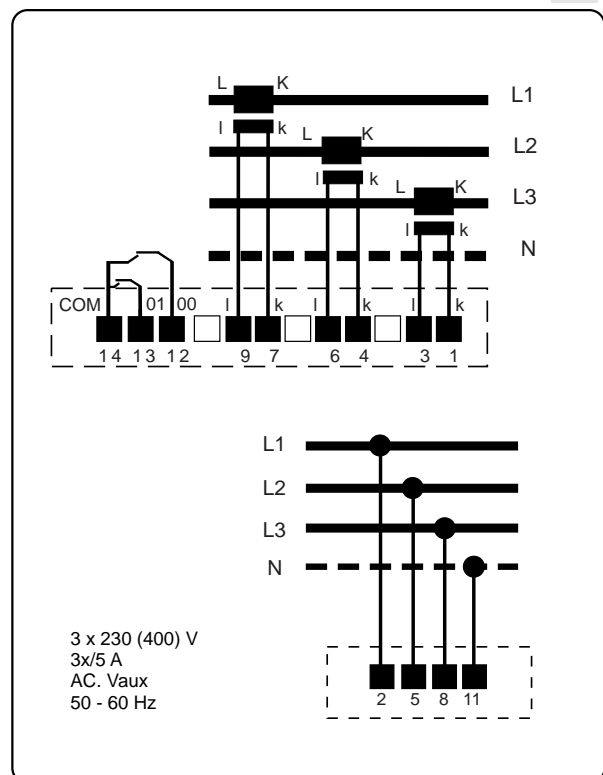 L K L1
l k L K L2
l k L K L3
l k N
COM 01 00 l k l k l k
14 13 12 9 7 6 4 3 1
L1
L2
L3
N
3 x 230 (400) V
3x/5 A
AC. Vaux
50 - 60 Hz
2 5 8 11